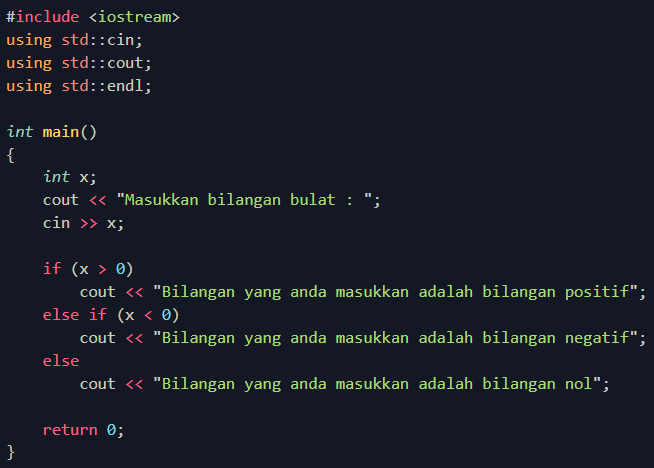 #include <iostream>
using std::cin;
using std::cout;
using std::endl;
int main()
{
int x;
cout << "Masukkan bilangan bulat : ";
cin >> x;
if (x > 0)
cout << "Bilangan yang anda masukkan adalah bilangan positif";
else if (x < 0)
cout << "Bilangan yang anda masukkan adalah bilangan negatif";
else
cout << "Bilangan yang anda masukkan adalah bilangan nol";
return 0;
}